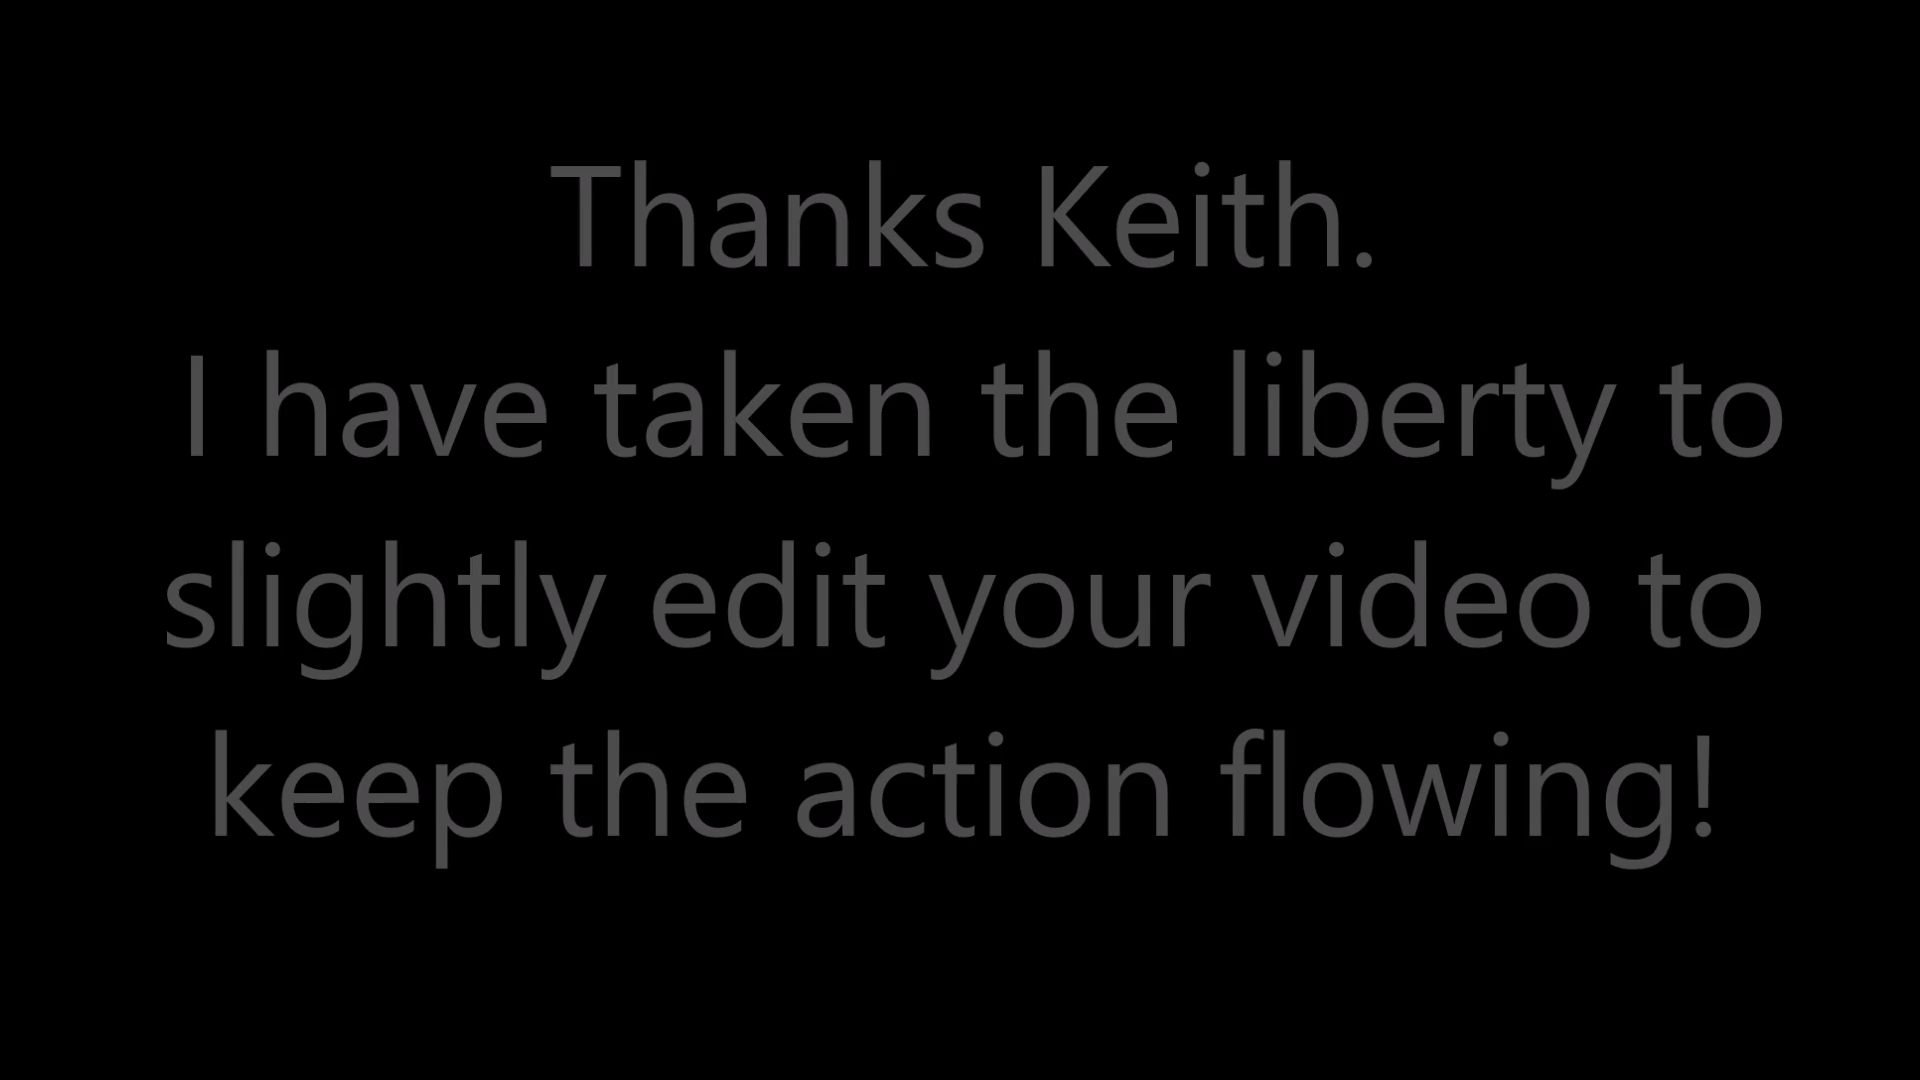 Thanks Keith.
I have taken the liberty to
slightly edit your video to
keep the action flowing!